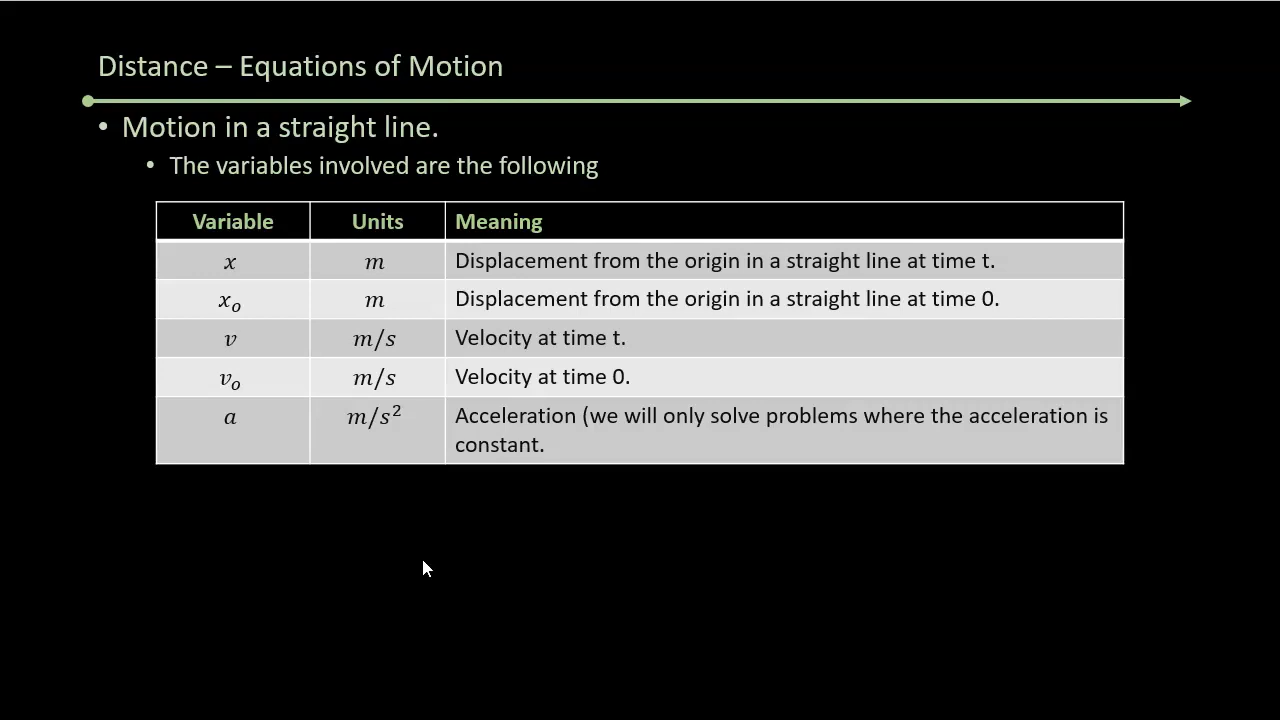 Distance – Equations of Motion
• Motion in a straight line.
• The variables involved are the following
Variable Units Meaning
x m Displacement from the origin in a straight line at time t.
xₒ m Displacement from the origin in a straight line at time 0.
v m/s Velocity at time t.
vₒ m/s Velocity at time 0.
a m/s² Acceleration (we will only solve problems where the acceleration is
constant.